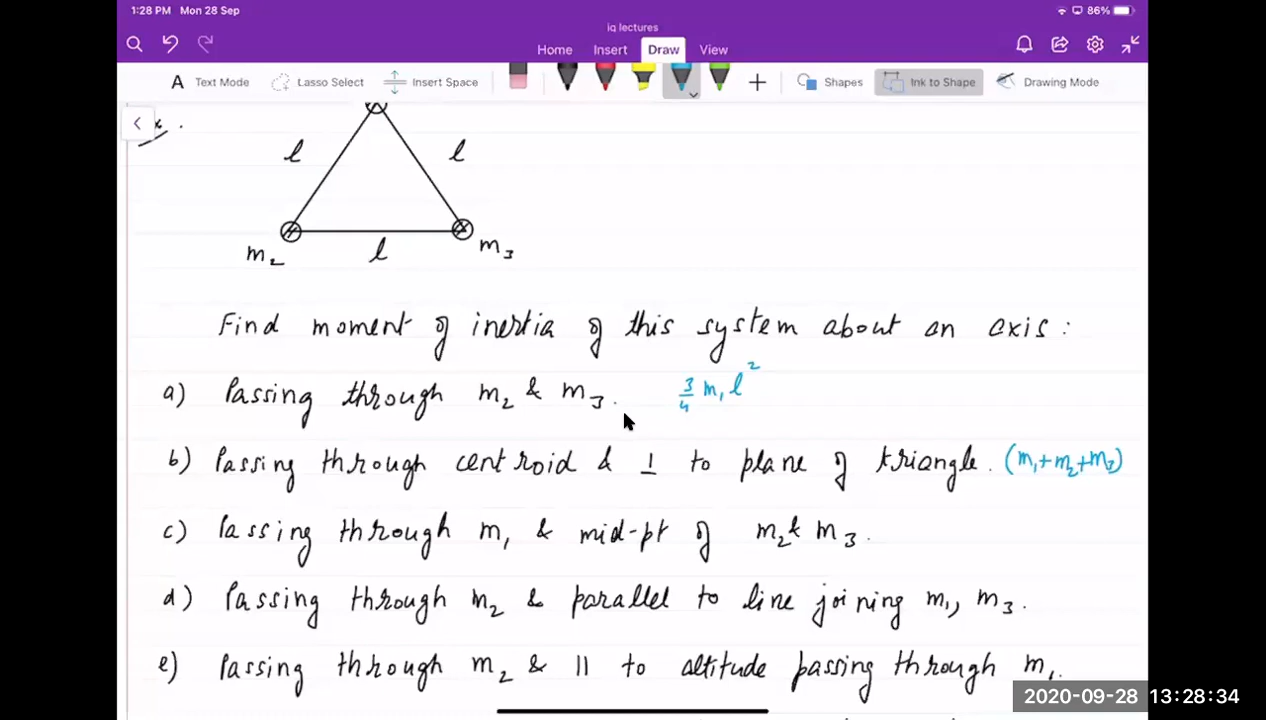 1:28 PM Mon 28 Sep
86%
iq lectures
Home Insert Draw View
A Text Mode Lasso Select Insert Space Shapes Ink to Shape Drawing Mode
l l
m₂ l m₃
Find moment of inertia of this system about an axis :
a) Passing through m₂ & m₃. 3/4 m₁ l²
b) Passing through centroid & ⊥ to plane of triangle. (m₁+m₂+m₃)
c) Passing through m₁ & mid-pt of m₂ & m₃.
d) Passing through m₂ & parallel to line joining m₁, m₃.
e) Passing through m₂ & || to altitude passing through m₁.
2020-09-28 13:28:34